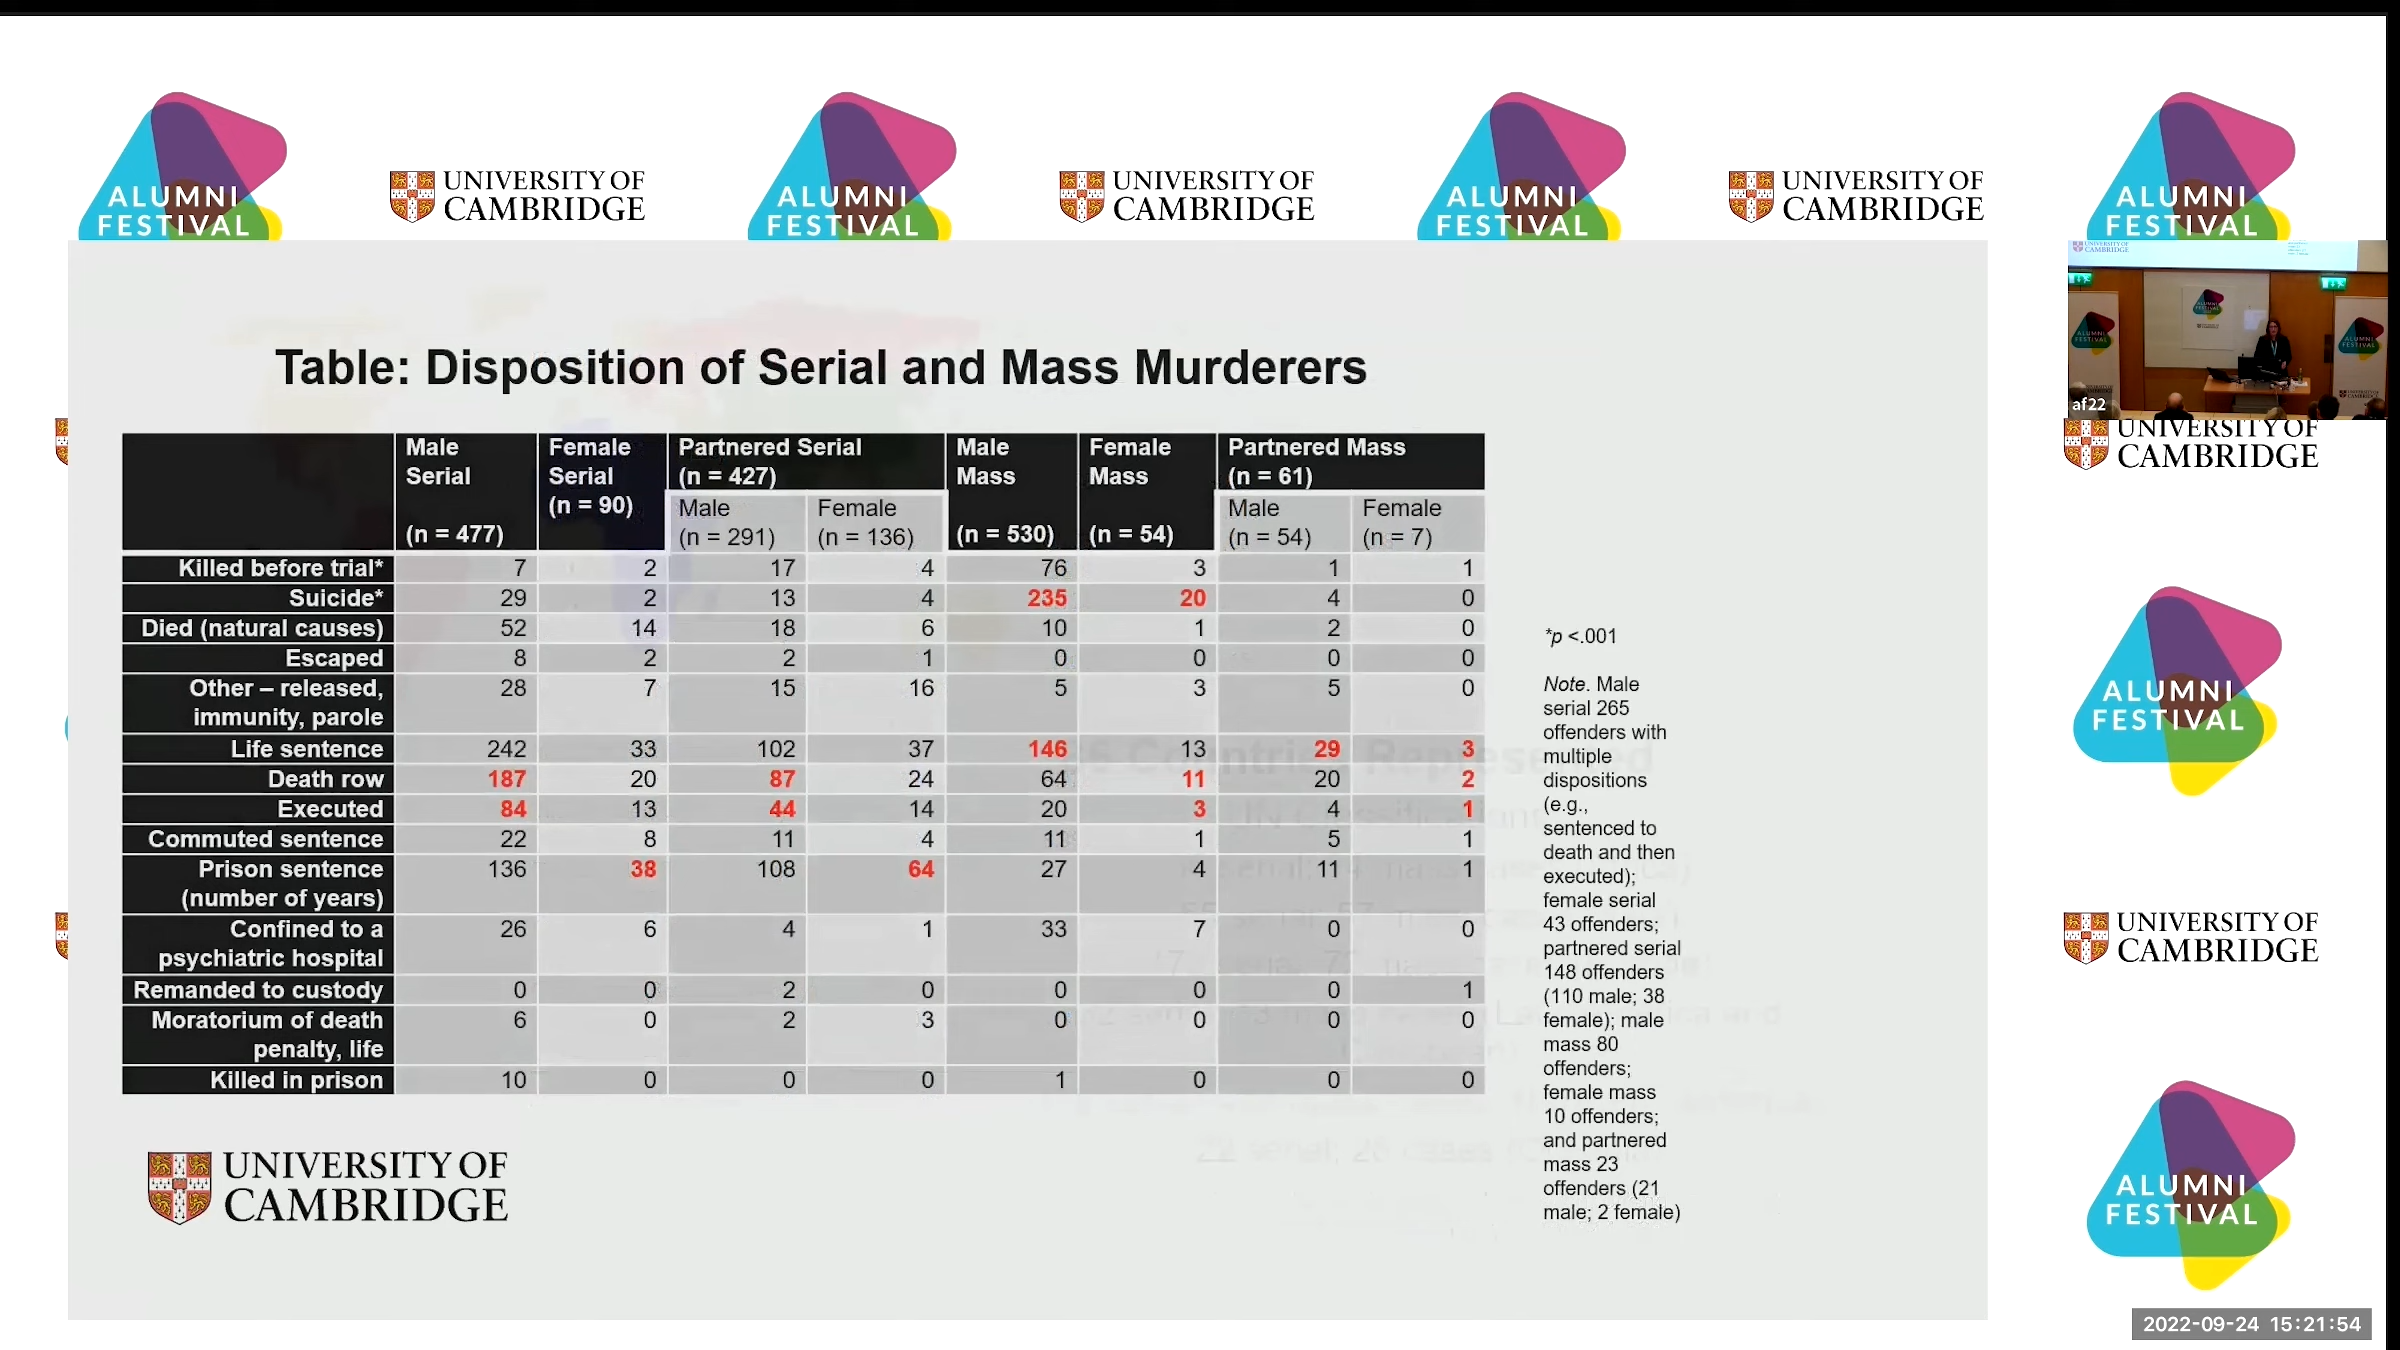 ALUMNI
FESTIVAL
UNIVERSITY OF
CAMBRIDGE
ALUMNI
FESTIVAL
UNIVERSITY OF
CAMBRIDGE
ALUMNI
FESTIVAL
UNIVERSITY OF
CAMBRIDGE
ALUMNI
FESTIVAL
af22
UNIVERSITY OF
CAMBRIDGE
Table: Disposition of Serial and Mass Murderers
Male Serial (n = 477) Female Serial (n = 90) Partnered Serial (n = 427) Male Mass (n = 530) Female Mass (n = 54) Partnered Mass (n = 61)
Male (n = 291) Female (n = 136) Male (n = 54) Female (n = 7)
Killed before trial* 7 2 17 4 76 3 1 1
Suicide* 29 2 13 4 235 20 4 0
Died (natural causes) 52 14 18 6 10 1 2 0
Escaped 8 2 2 1 0 0 0 0
Other – released, immunity, parole 28 7 15 16 5 3 5 0
Life sentence 242 33 102 37 146 13 29 3
Death row 187 20 87 24 64 11 20 2
Executed 84 13 44 14 20 3 4 1
Commuted sentence 22 8 11 4 11 1 5 1
Prison sentence (number of years) 136 38 108 64 27 4 11 1
Confined to a psychiatric hospital 26 6 4 1 33 7 0 0
Remanded to custody 0 0 2 0 0 0 0 1
Moratorium of death penalty, life 6 0 2 3 0 0 0 0
Killed in prison 10 0 0 0 1 0 0 0
*p <.001
Note. Male
serial 265
offenders with
multiple
dispositions
(e.g.,
sentenced to
death and then
executed);
female serial
43 offenders;
partnered serial
148 offenders
(110 male; 38
female); male
mass 80
offenders;
female mass
10 offenders;
and partnered
mass 23
offenders (21
male; 2 female)
UNIVERSITY OF
CAMBRIDGE
ALUMNI
FESTIVAL
UNIVERSITY OF
CAMBRIDGE
ALUMNI
FESTIVAL
2022-09-24 15:21:54